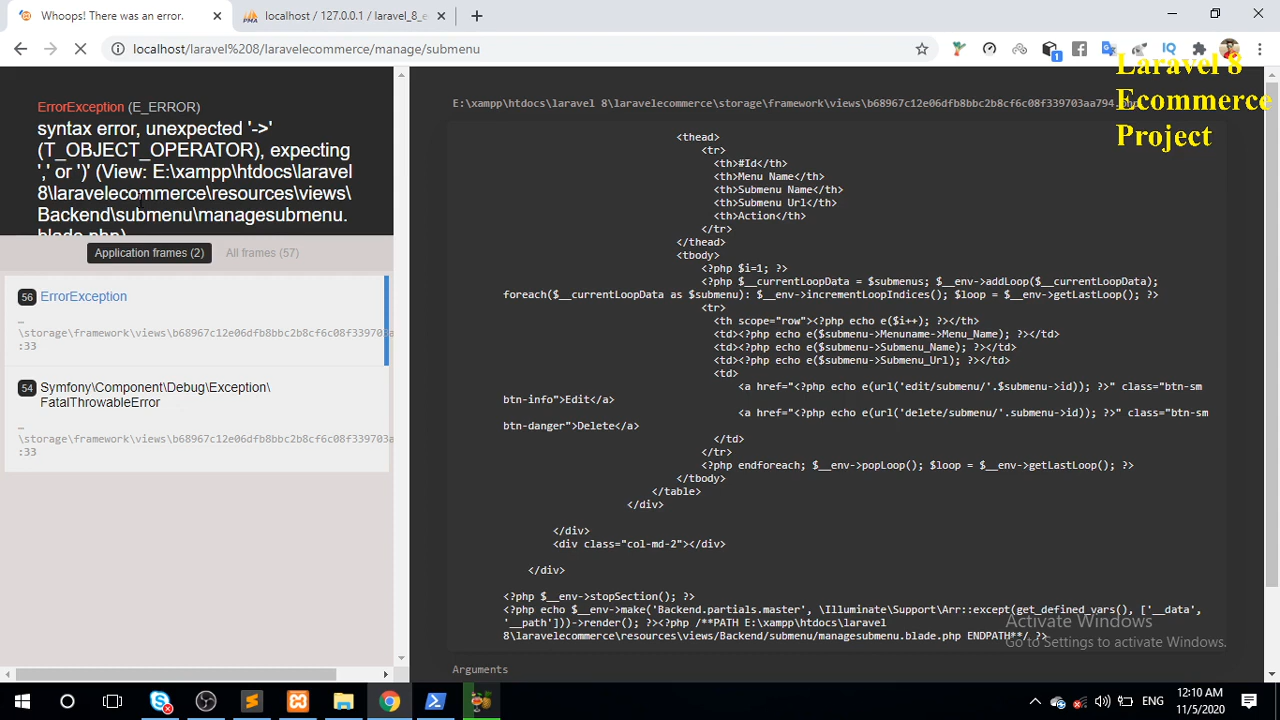 Whoops! There was an error.
localhost / 127.0.0.1 / laravel_8_e
localhost/laravel%208/laravelecommerce/manage/submenu
1
IQ
Laravel 8
Ecommerce
Project
ErrorException (E_ERROR)
syntax error, unexpected '->'
(T_OBJECT_OPERATOR), expecting
',' or ')' (View: E:\xampp\htdocs\laravel
8\laravelecommerce\resources\views\
Backend\submenu\managesubmenu.
blade.php)
Application frames (2)
All frames (57)
56 ErrorException
…
\storage\framework\views\b68967c12e06dfb8bbc2b8cf6c08f339703a
:33
54 Symfony\Component\Debug\Exception\
FatalThrowableError
…
\storage\framework\views\b68967c12e06dfb8bbc2b8cf6c08f339703a
:33
E:\xampp\htdocs\laravel 8\laravelecommerce\storage\framework\views\b68967c12e06dfb8bbc2b8cf6c08f339703aa794.php
<thead>
<tr>
<th>#Id</th>
<th>Menu Name</th>
<th>Submenu Name</th>
<th>Submenu Url</th>
<th>Action</th>
</tr>
</thead>
<tbody>
<?php $i=1; ?>
<?php $__currentLoopData = $submenus; $__env->addLoop($__currentLoopData);
foreach($__currentLoopData as $submenu): $__env->incrementLoopIndices(); $loop = $__env->getLastLoop(); ?>
<tr>
<th scope="row"><?php echo e($i++); ?></th>
<td><?php echo e($submenu->Menuname->Menu_Name); ?></td>
<td><?php echo e($submenu->Submenu_Name); ?></td>
<td><?php echo e($submenu->Submenu_Url); ?></td>
<td>
<a href="<?php echo e(url('edit/submenu/'.$submenu->id)); ?>" class="btn-sm
btn-info">Edit</a>
<a href="<?php echo e(url('delete/submenu/'.submenu->id)); ?>" class="btn-sm
btn-danger">Delete</a>
</td>
</tr>
<?php endforeach; $__env->popLoop(); $loop = $__env->getLastLoop(); ?>
</tbody>
</table>
</div>
</div>
<div class="col-md-2"></div>
</div>
<?php $__env->stopSection(); ?>
<?php echo $__env->make('Backend.partials.master', \Illuminate\Support\Arr::except(get_defined_vars(), ['__data',
'__path']))->render(); ?><?php /**PATH E:\xampp\htdocs\laravel
8\laravelecommerce\resources\views/Backend/submenu/managesubmenu.blade.php ENDPATH**/ ?>
Arguments
Activate Windows
Go to Settings to activate Windows.
ENG
12:10 AM
11/5/2020